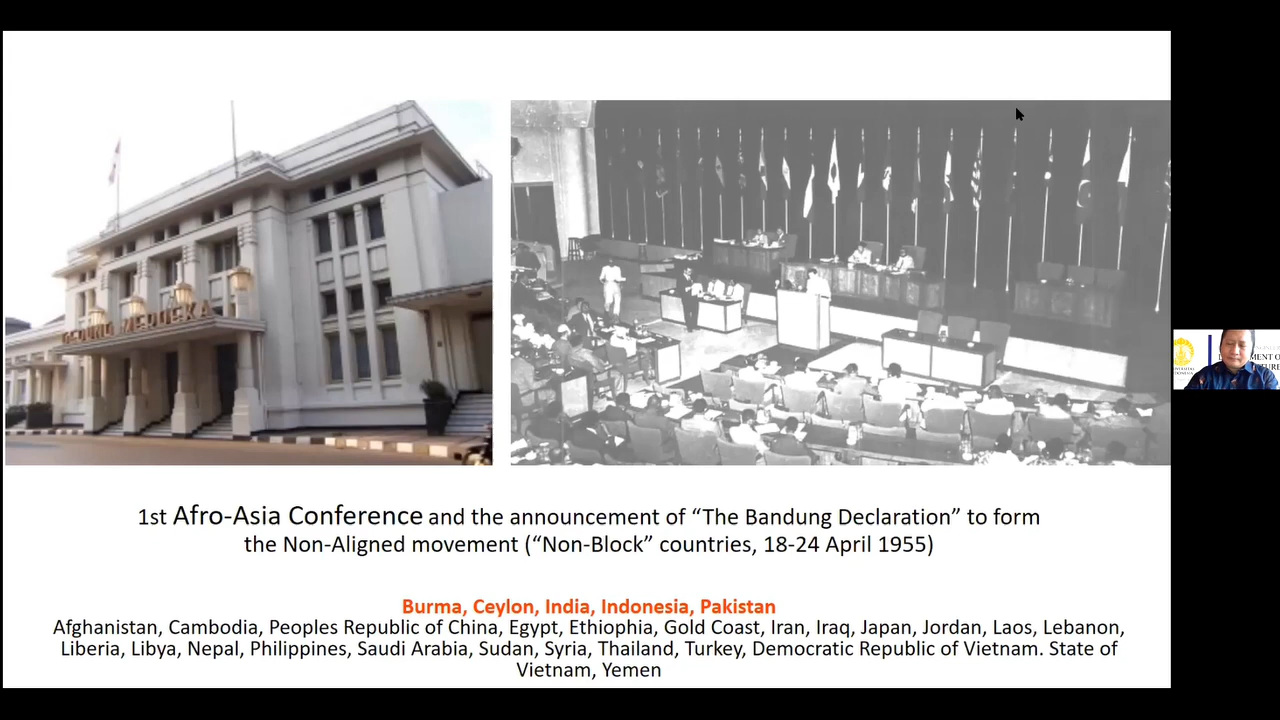 GEDUNG MERDEKA
1st Afro-Asia Conference and the announcement of “The Bandung Declaration” to form
the Non-Aligned movement (“Non-Block” countries, 18-24 April 1955)
Burma, Ceylon, India, Indonesia, Pakistan
Afghanistan, Cambodia, Peoples Republic of China, Egypt, Ethiophia, Gold Coast, Iran, Iraq, Japan, Jordan, Laos, Lebanon,
Liberia, Libya, Nepal, Philippines, Saudi Arabia, Sudan, Syria, Thailand, Turkey, Democratic Republic of Vietnam. State of
Vietnam, Yemen